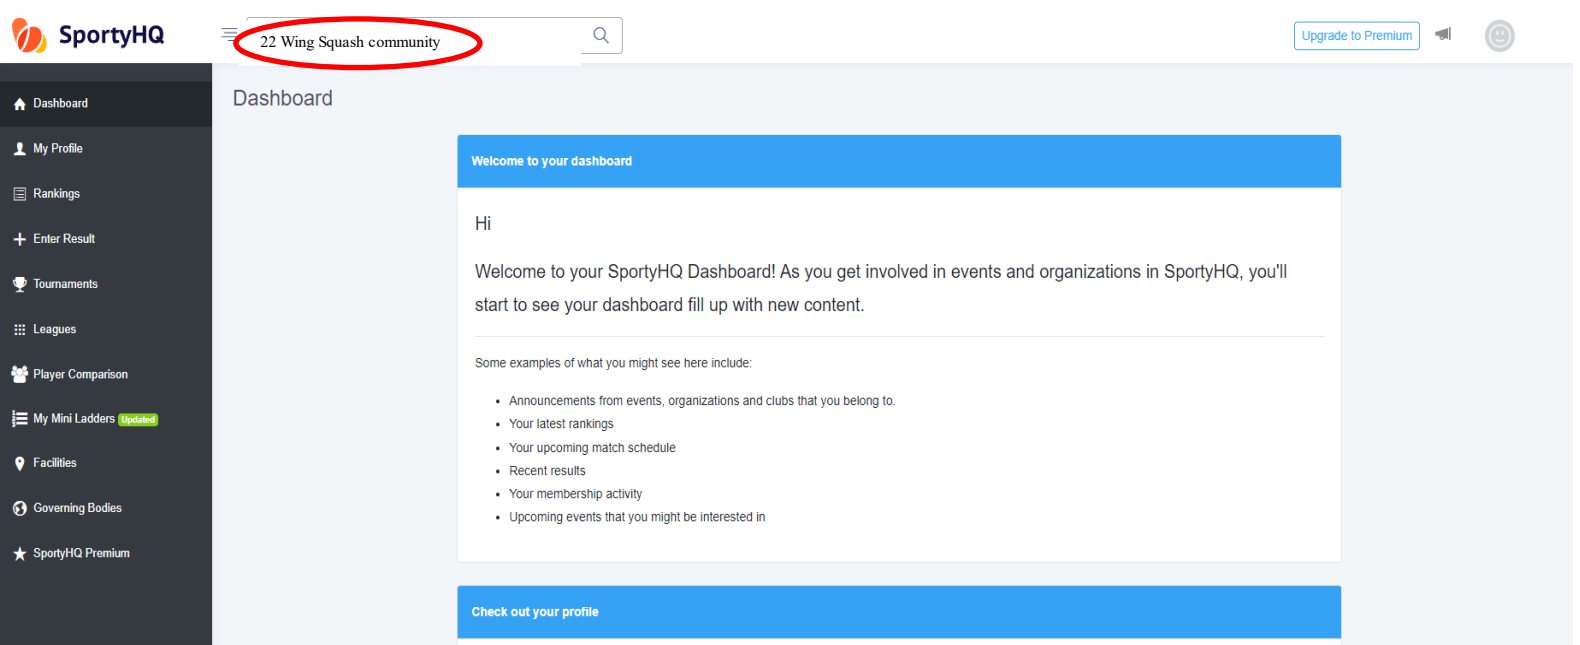 SportyHQ
22 Wing Squash community
Upgrade to Premium
Dashboard
My Profile
Rankings
Enter Result
Tournaments
Leagues
Player Comparison
My Mini Ladders Updated
Facilities
Governing Bodies
SportyHQ Premium
Dashboard
Welcome to your dashboard
Hi
Welcome to your SportyHQ Dashboard! As you get involved in events and organizations in SportyHQ, you'll
start to see your dashboard fill up with new content.
Some examples of what you might see here include:
• Announcements from events, organizations and clubs that you belong to.
• Your latest rankings
• Your upcoming match schedule
• Recent results
• Your membership activity
• Upcoming events that you might be interested in
Check out your profile